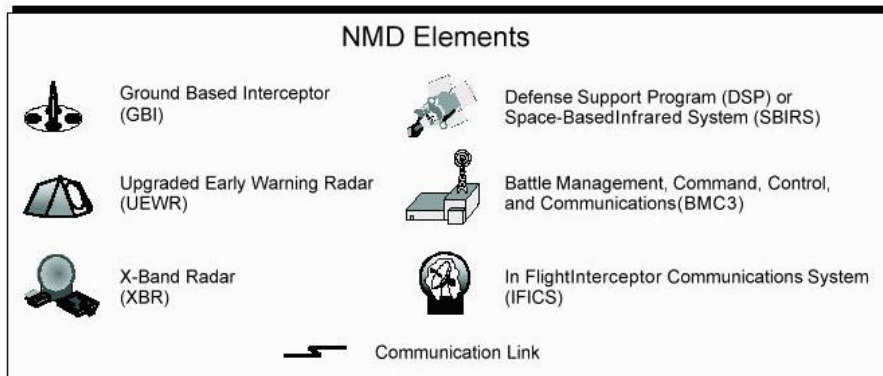 NMD Elements
Ground Based Interceptor
(GBI)
Defense Support Program (DSP) or
Space-BasedInfrared System (SBIRS)
Upgraded Early Warning Radar
(UEWR)
Battle Management, Command, Control,
and Communications(BMC3)
X-Band Radar
(XBR)
In FlightInterceptor Communications System
(IFICS)
Communication Link